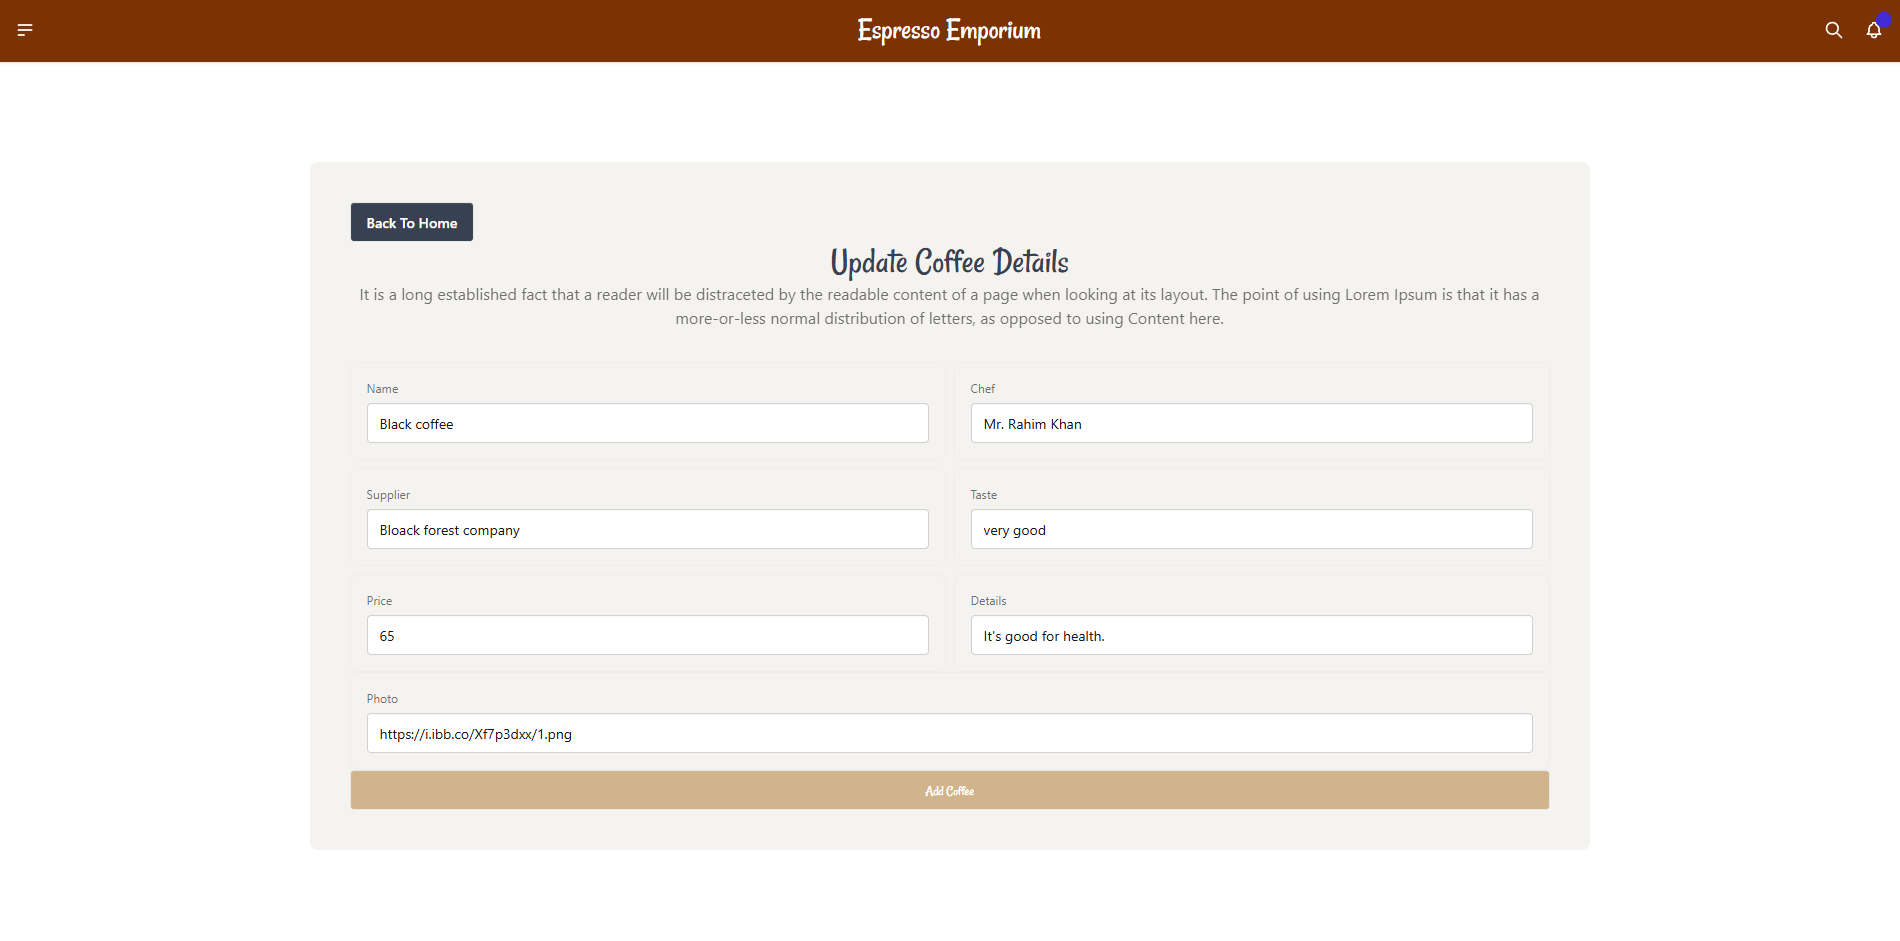 Espresso Emporium
Back To Home
Update Coffee Details
It is a long established fact that a reader will be distraceted by the readable content of a page when looking at its layout. The point of using Lorem Ipsum is that it has a
more-or-less normal distribution of letters, as opposed to using Content here.
Name
Chef
Black coffee
Mr. Rahim Khan
Supplier
Taste
Bloack forest company
very good
Price
Details
65
It's good for health.
Photo
https://i.ibb.co/Xf7p3dxx/1.png
Add Coffee